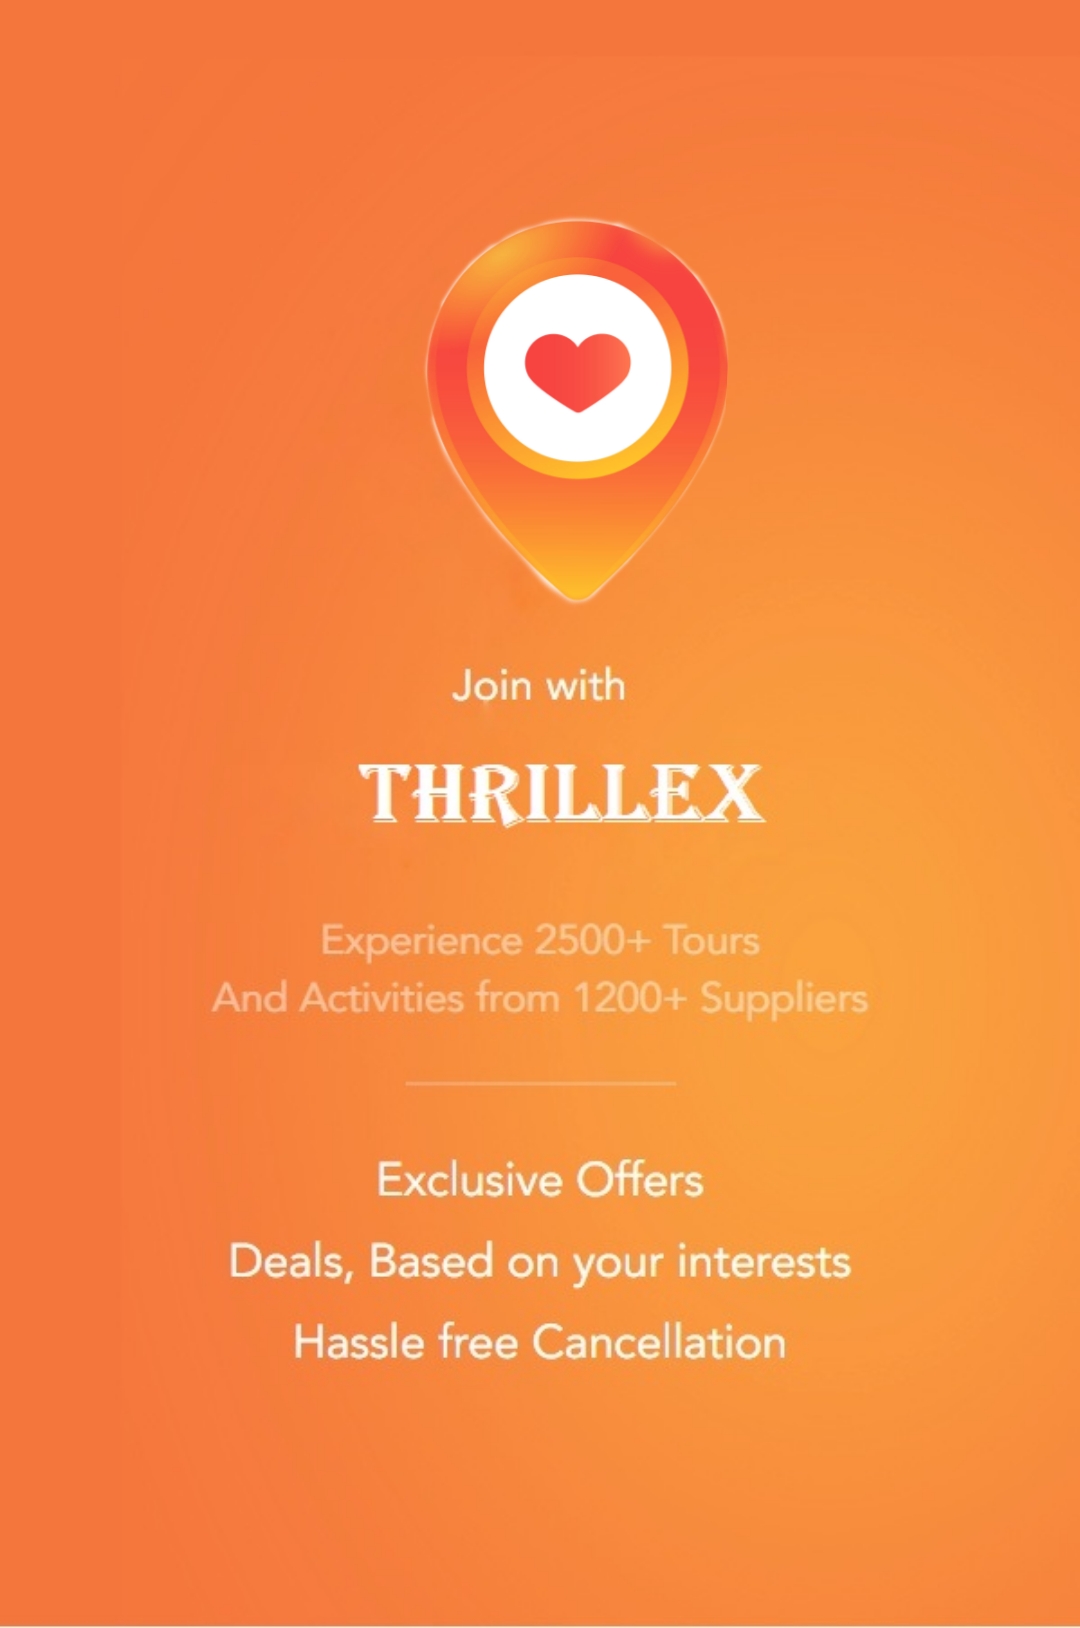 Join with
THRILLEX
Experience 2500+ Tours
And Activities from 1200+ Suppliers
Exclusive Offers
Deals, Based on your interests
Hassle free Cancellation